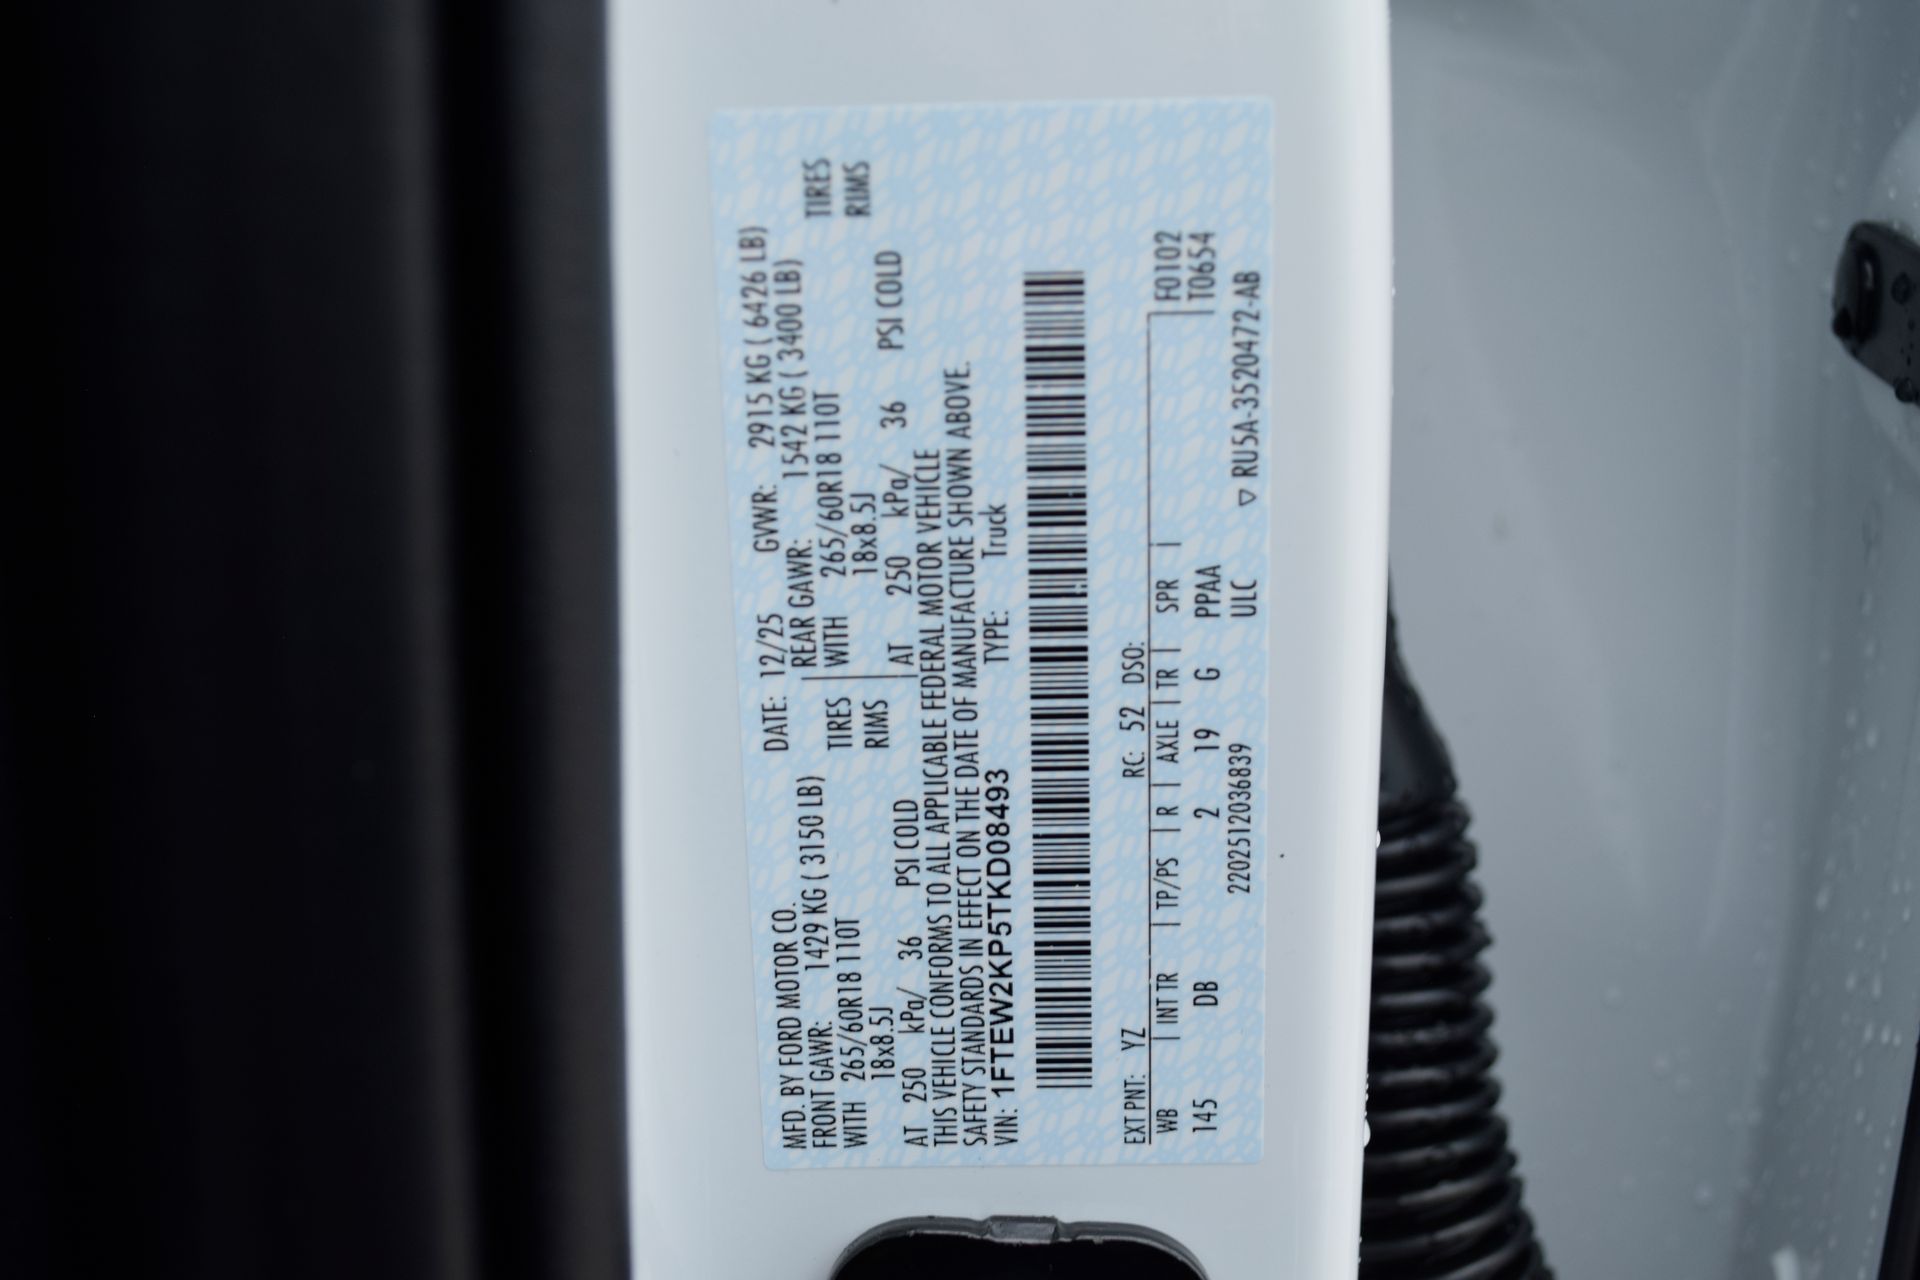 MFD. BY FORD MOTOR CO. DATE: 12/25 GVWR: 2915 KG ( 6426 LB)
FRONT GAWR: 1429 KG ( 3150 LB) REAR GAWR: 1542 KG ( 3400 LB)
WITH 265/60R18 110T TIRES WITH 265/60R18 110T TIRES
18x8.5J RIMS 18x8.5J RIMS
AT 250 kPa/ 36 PSI COLD AT 250 kPa/ 36 PSI COLD
THIS VEHICLE CONFORMS TO ALL APPLICABLE FEDERAL MOTOR VEHICLE
SAFETY STANDARDS IN EFFECT ON THE DATE OF MANUFACTURE SHOWN ABOVE.
VIN: 1FTEW2KP5TKD08493 TYPE: Truck
EXT PNT: YZ RC: 52 DSO: F0102
WB | INT TR | TP/PS | R | AXLE | TR | SPR | T0654
145 DB 2 19 G PPAA
2202512036839 ULC ▽ RU5A-3520472-AB